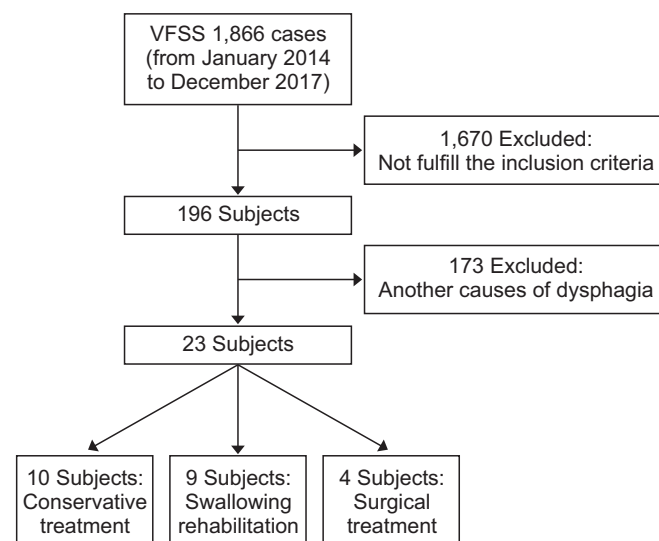 VFSS 1,866 cases
(from January 2014
to December 2017)
1,670 Excluded:
Not fulfill the inclusion criteria
196 Subjects
173 Excluded:
Another causes of dysphagia
23 Subjects
10 Subjects:
Conservative
treatment
9 Subjects:
Swallowing
rehabilitation
4 Subjects:
Surgical
treatment